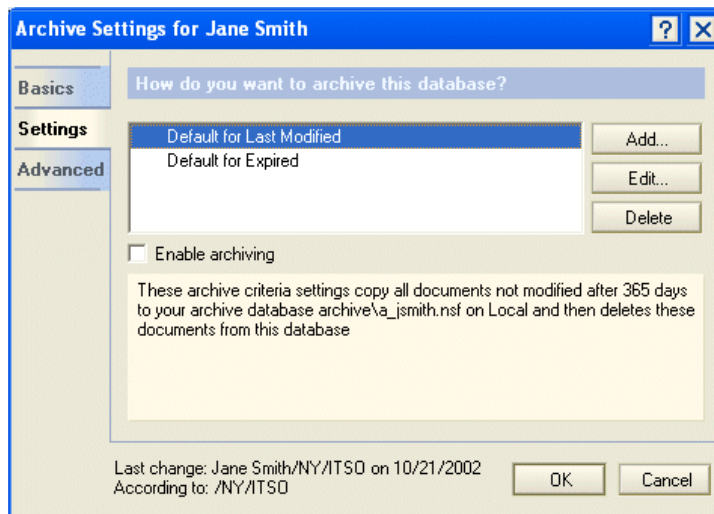 Archive Settings for Jane Smith
Basics
Settings
Advanced
How do you want to archive this database?
Default for Last Modified
Default for Expired
Add...
Edit...
Delete
Enable archiving
These archive criteria settings copy all documents not modified after 365 days
to your archive database archive\a_jsmith.nsf on Local and then deletes these
documents from this database
Last change: Jane Smith/NY/ITSO on 10/21/2002
According to: /NY/ITSO
OK
Cancel